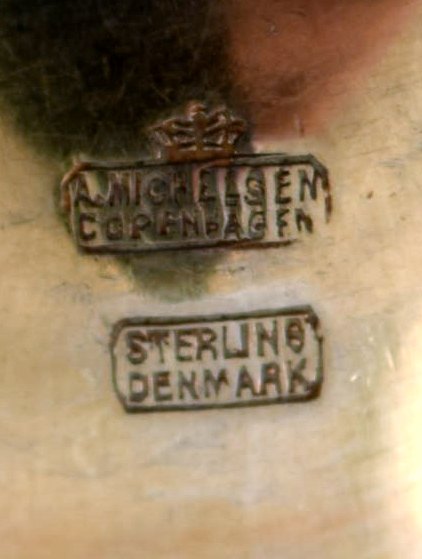 A. MICHELSEN
COPENHAGEN
STERLING
DENMARK